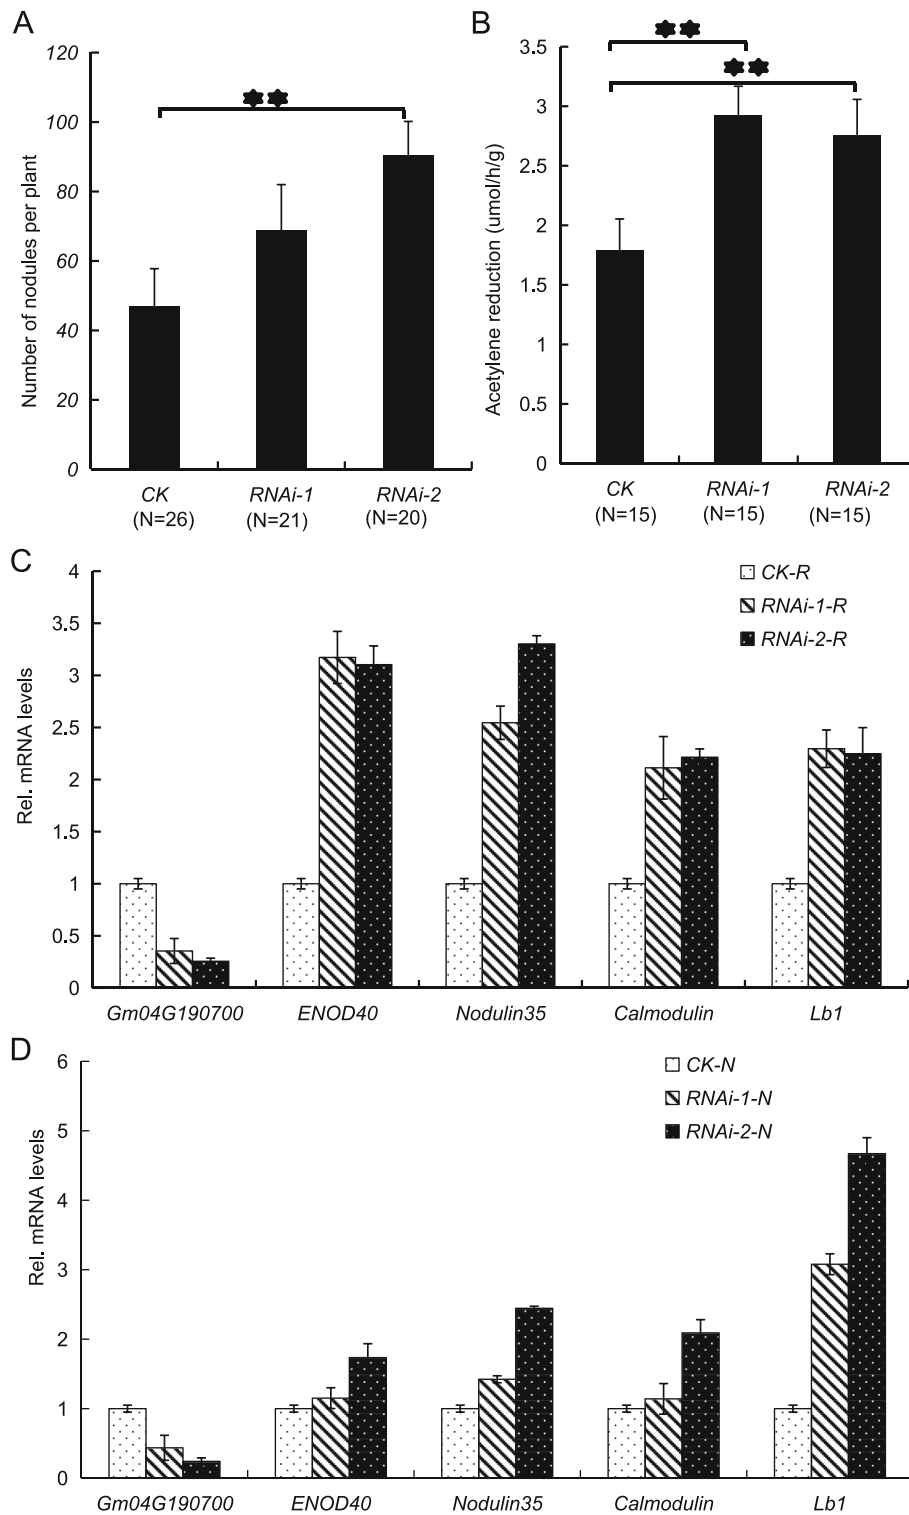 A
Number of nodules per plant
120
100
80
60
40
20
0
CK
RNAi-1
RNAi-2
(N=26)
(N=21)
(N=20)
B
Acetylene reduction (umol/h/g)
3.5
3
2.5
2
1.5
1
0.5
0
CK
RNAi-1
RNAi-2
(N=15)
(N=15)
(N=15)
C
Rel. mRNA levels
4
3.5
3
2.5
2
1.5
1
0.5
0
CK-R
RNAi-1-R
RNAi-2-R
Gm04G190700
ENOD40
Nodulin35
Calmodulin
Lb1
D
Rel. mRNA levels
6
5
4
3
2
1
0
CK-N
RNAi-1-N
RNAi-2-N
Gm04G190700
ENOD40
Nodulin35
Calmodulin
Lb1